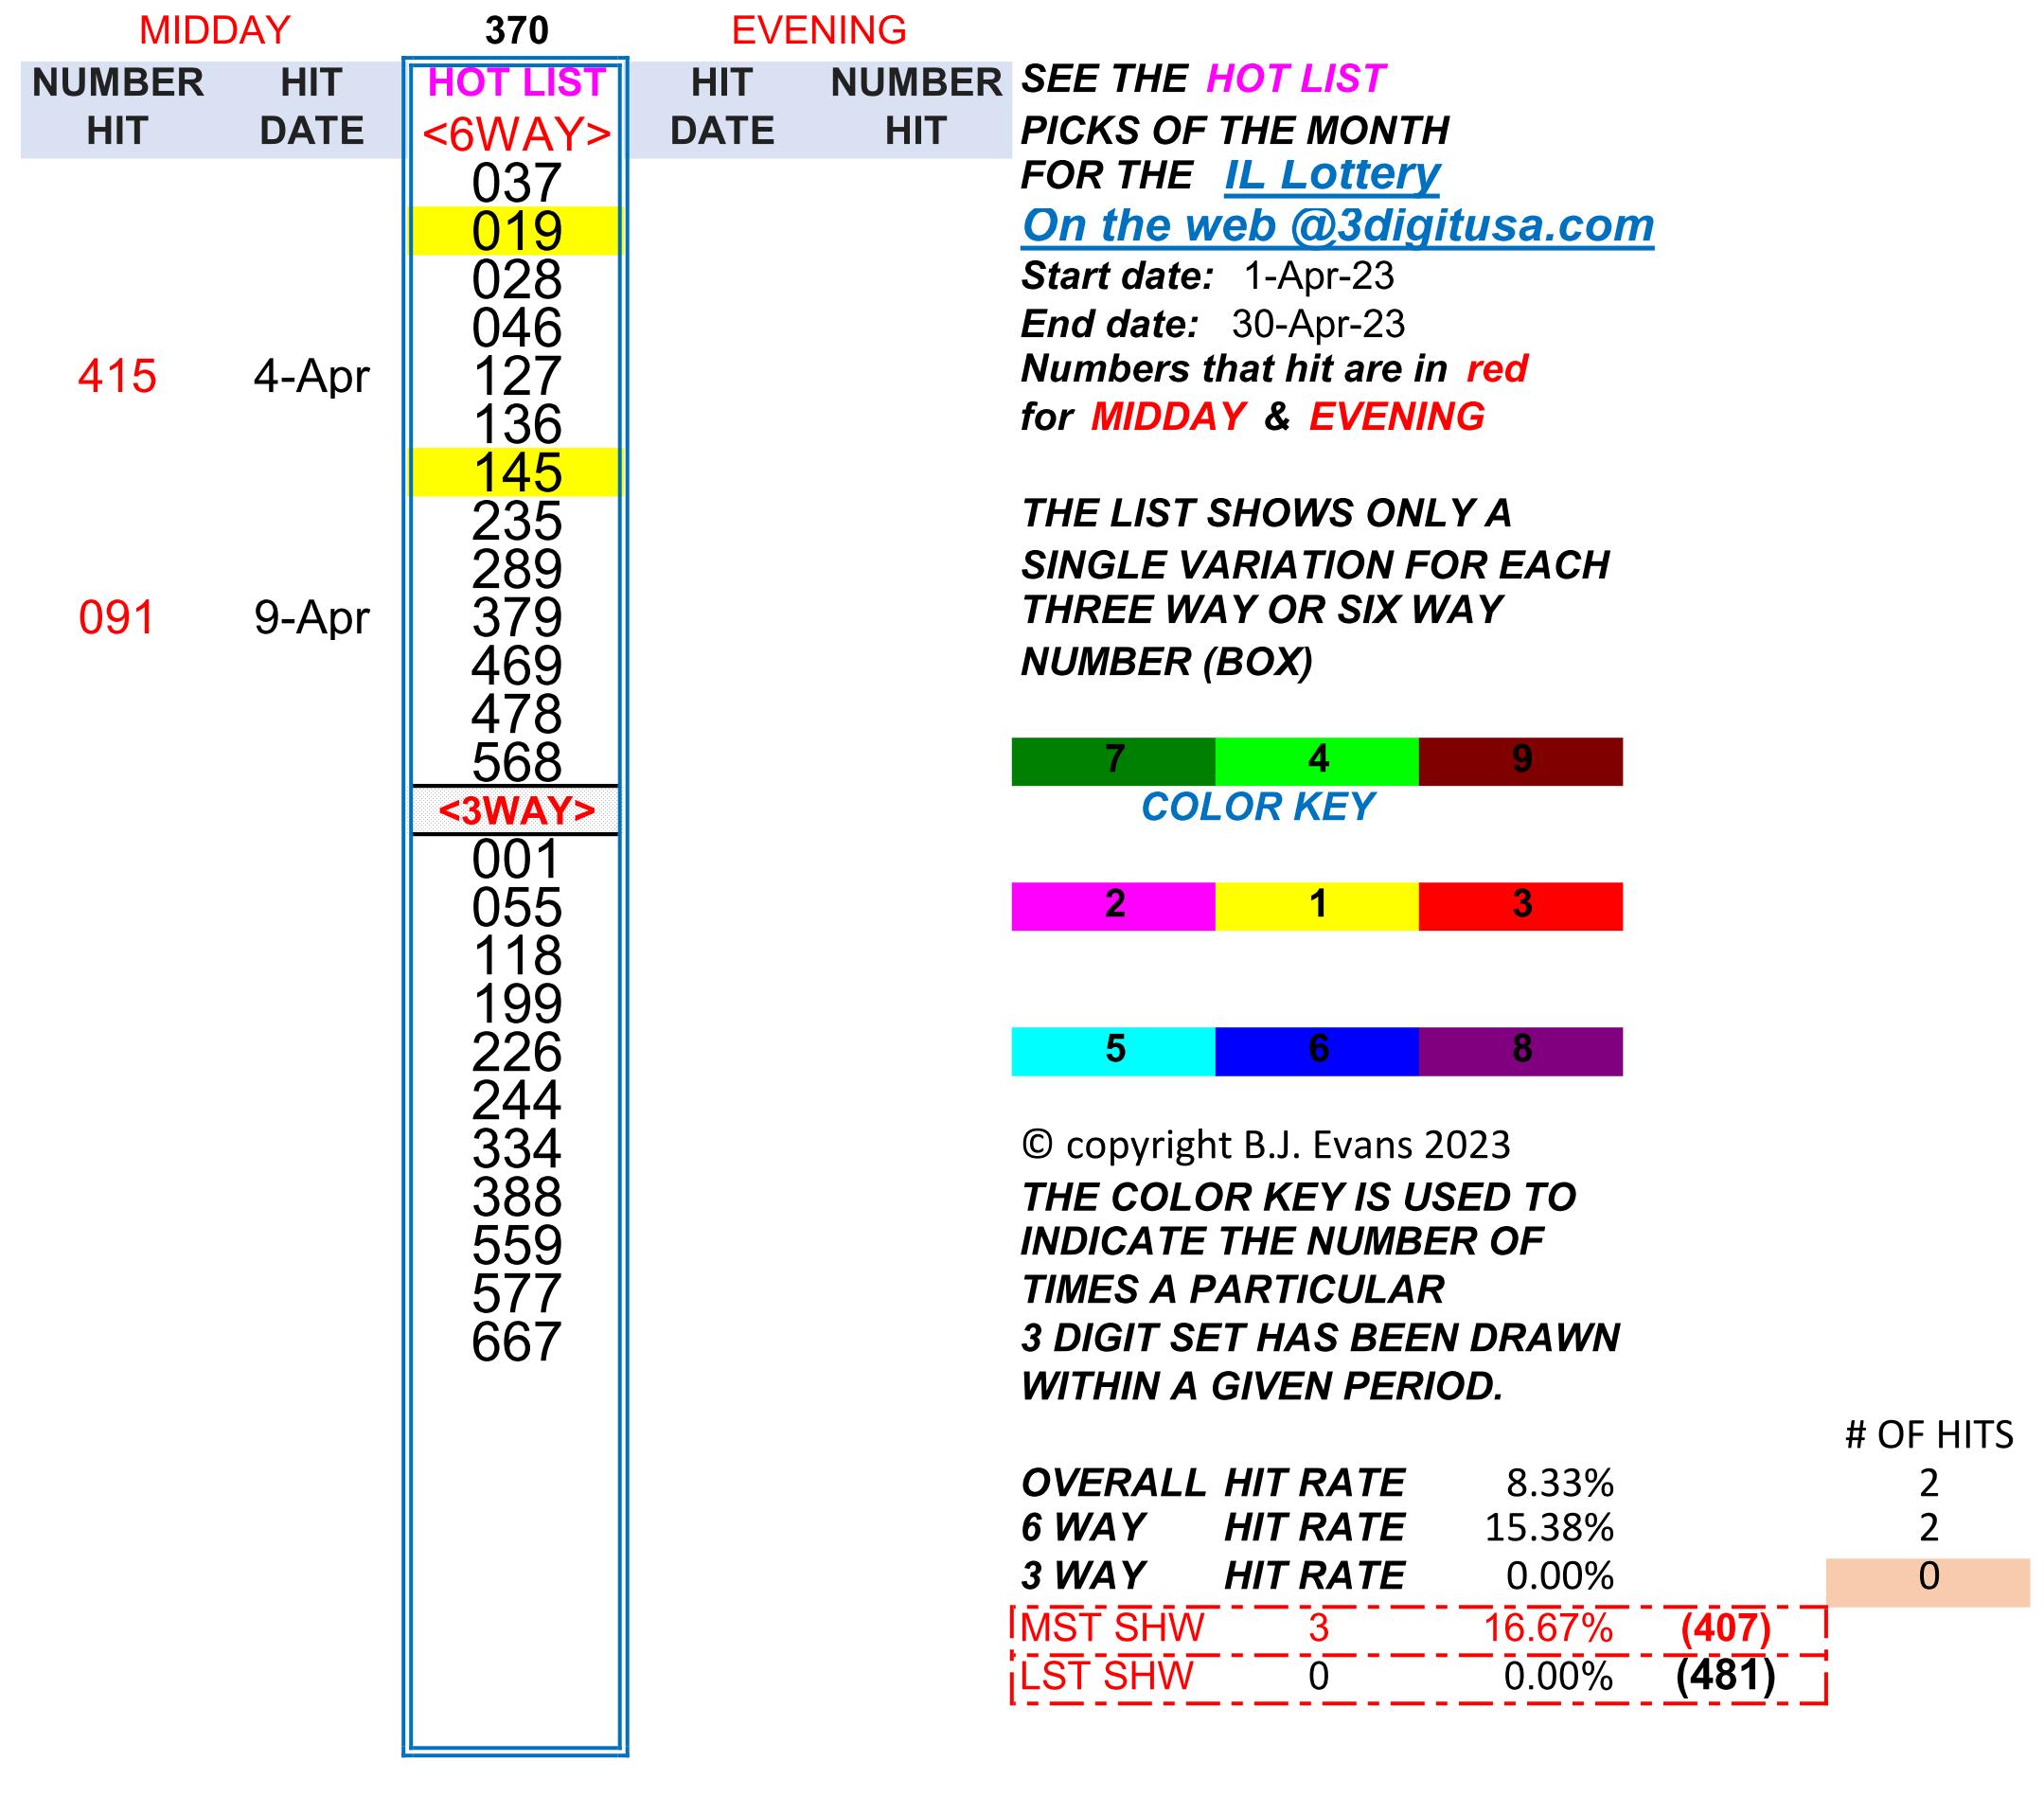 MIDDAY 370 EVENING
NUMBER HIT HOT LIST HIT NUMBER SEE THE HOT LIST
HIT DATE <6WAY> DATE HIT PICKS OF THE MONTH
037 FOR THE IL Lottery
019 On the web @3digitusa.com
028 Start date: 1-Apr-23
046 End date: 30-Apr-23
415 4-Apr 127 Numbers that hit are in red
136 for MIDDAY & EVENING
145
235 THE LIST SHOWS ONLY A
289 SINGLE VARIATION FOR EACH
091 9-Apr 379 THREE WAY OR SIX WAY
469 NUMBER (BOX)
478
568 7 4 9
<3WAY> COLOR KEY
001
055 2 1 3
118
199
226 5 6 8
244
334 © copyright B.J. Evans 2023
388 THE COLOR KEY IS USED TO
559 INDICATE THE NUMBER OF
577 TIMES A PARTICULAR
667 3 DIGIT SET HAS BEEN DRAWN
WITHIN A GIVEN PERIOD.
# OF HITS
OVERALL HIT RATE 8.33% 2
6 WAY HIT RATE 15.38% 2
3 WAY HIT RATE 0.00% 0
MST SHW 3 16.67% (407)
LST SHW 0 0.00% (481)